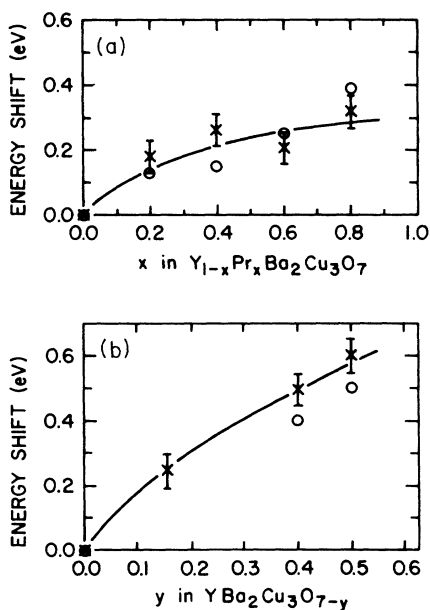 (a)
ENERGY SHIFT (eV)
0.6
0.4
0.2
0.0
0.0 0.2 0.4 0.6 0.8 1.0
x in Y₁₋ₓPrₓBa₂Cu₃O₇
(b)
ENERGY SHIFT (eV)
0.6
0.4
0.2
0.0
0.0 0.1 0.2 0.3 0.4 0.5 0.6
y in YBa₂Cu₃O₇₋y